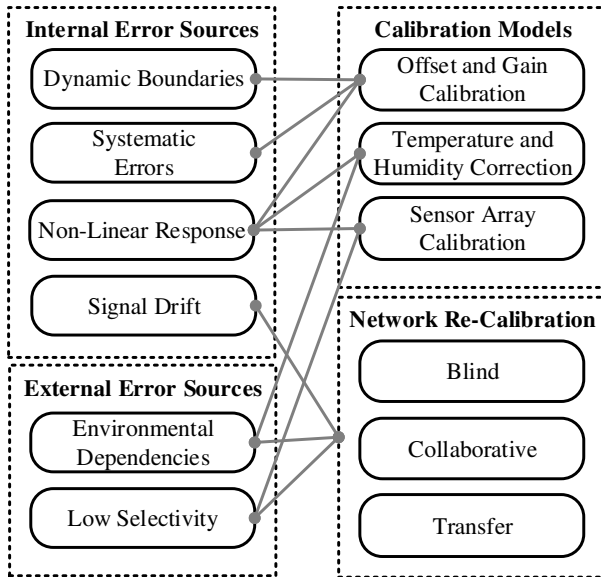 Internal Error Sources
Dynamic Boundaries
Systematic
Errors
Non-Linear Response
Signal Drift
External Error Sources
Environmental
Dependencies
Low Selectivity
Calibration Models
Offset and Gain
Calibration
Temperature and
Humidity Correction
Sensor Array
Calibration
Network Re-Calibration
Blind
Collaborative
Transfer